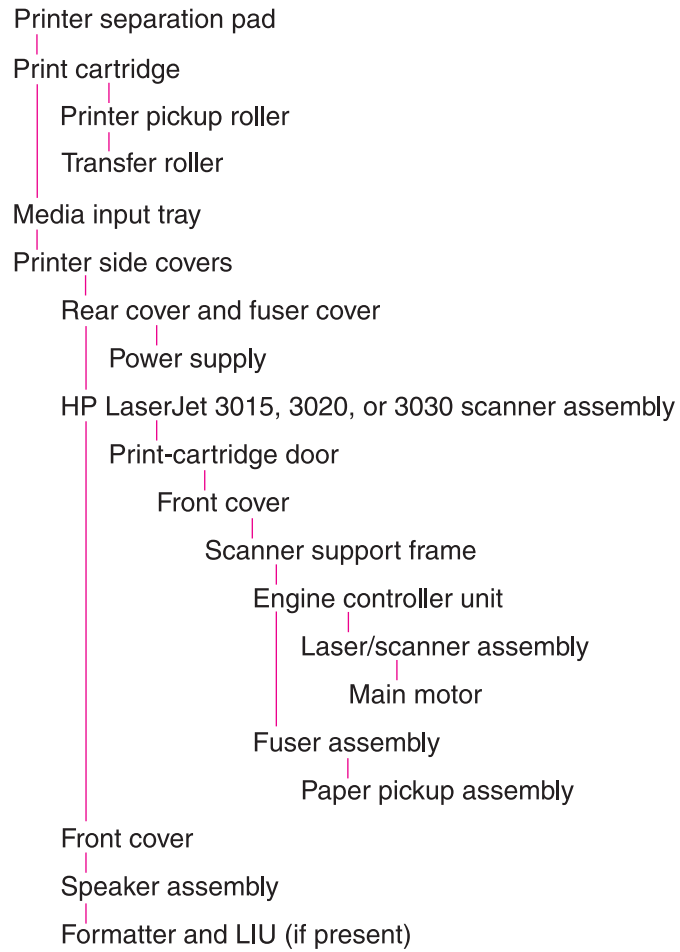 Printer separation pad
Print cartridge
Printer pickup roller
Transfer roller
Media input tray
Printer side covers
Rear cover and fuser cover
Power supply
HP LaserJet 3015, 3020, or 3030 scanner assembly
Print-cartridge door
Front cover
Scanner support frame
Engine controller unit
Laser/scanner assembly
Main motor
Fuser assembly
Paper pickup assembly
Front cover
Speaker assembly
Formatter and LIU (if present)